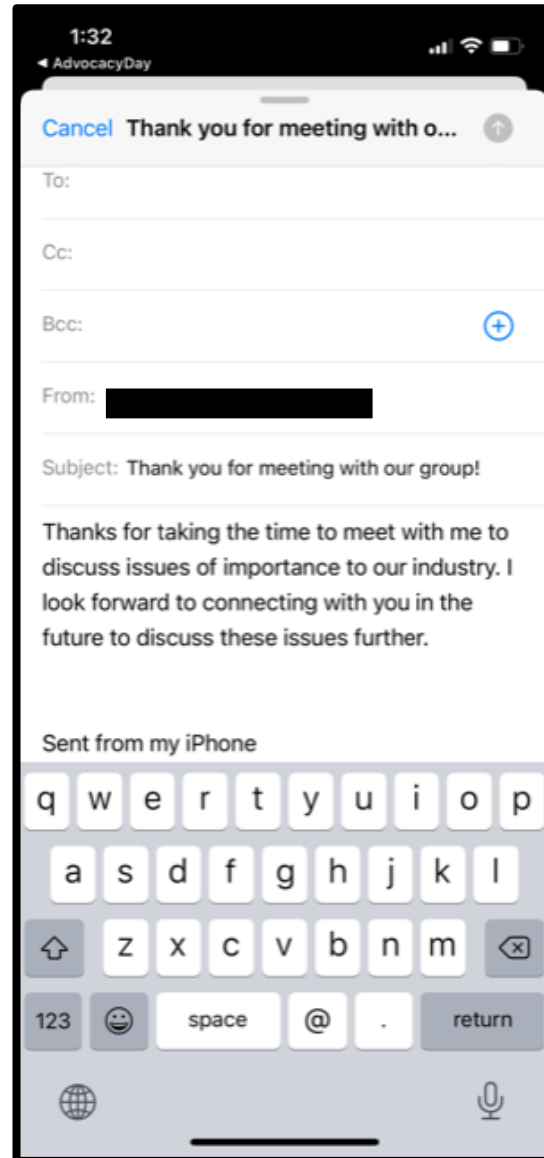 1:32
◀ AdvocacyDay
Cancel Thank you for meeting with o...
To:
Cc:
Bcc:
From:
Subject: Thank you for meeting with our group!
Thanks for taking the time to meet with me to
discuss issues of importance to our industry. I
look forward to connecting with you in the
future to discuss these issues further.
Sent from my iPhone
q w e r t y u i o p
a s d f g h j k l
z x c v b n m
123 space @ . return